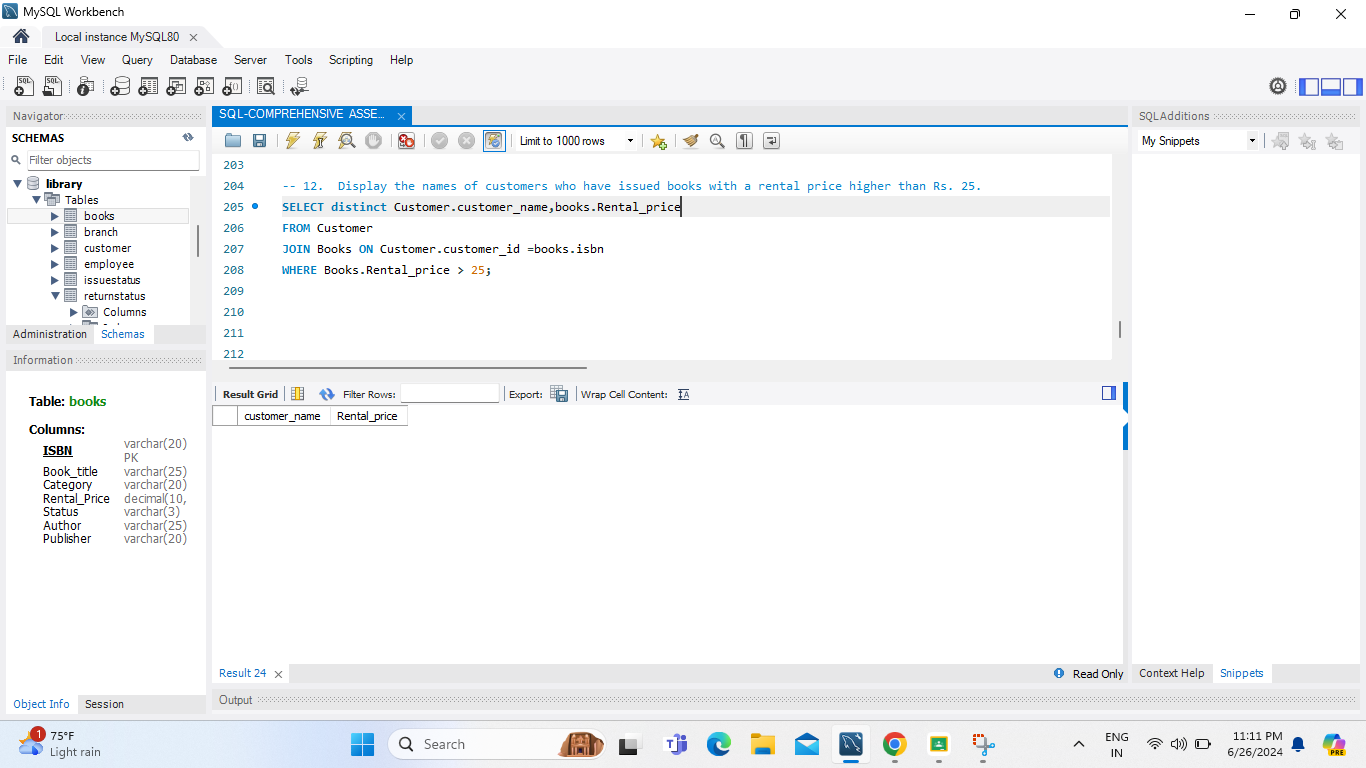 MySQL Workbench
Local instance MySQL80
File Edit View Query Database Server Tools Scripting Help
Navigator
SCHEMAS
Filter objects
library
Tables
books
branch
customer
employee
issuestatus
returnstatus
Columns
Administration Schemas
Information
Table: books
Columns:
ISBN varchar(20) PK
Book_title varchar(25)
Category varchar(20)
Rental_Price decimal(10,
Status varchar(3)
Author varchar(25)
Publisher varchar(20)
Object Info Session
SQL-COMPREHENSIVE ASSE...
Limit to 1000 rows
203
204 -- 12. Display the names of customers who have issued books with a rental price higher than Rs. 25.
205 SELECT distinct Customer.customer_name,books.Rental_price
206 FROM Customer
207 JOIN Books ON Customer.customer_id =books.isbn
208 WHERE Books.Rental_price > 25;
209
210
211
212
Result Grid Filter Rows: Export: Wrap Cell Content:
customer_name Rental_price
Result 24
Read Only
Output
SQLAdditions
My Snippets
Context Help Snippets
1
75°F
Light rain
Search
ENG
IN
11:11 PM
6/26/2024
PRE